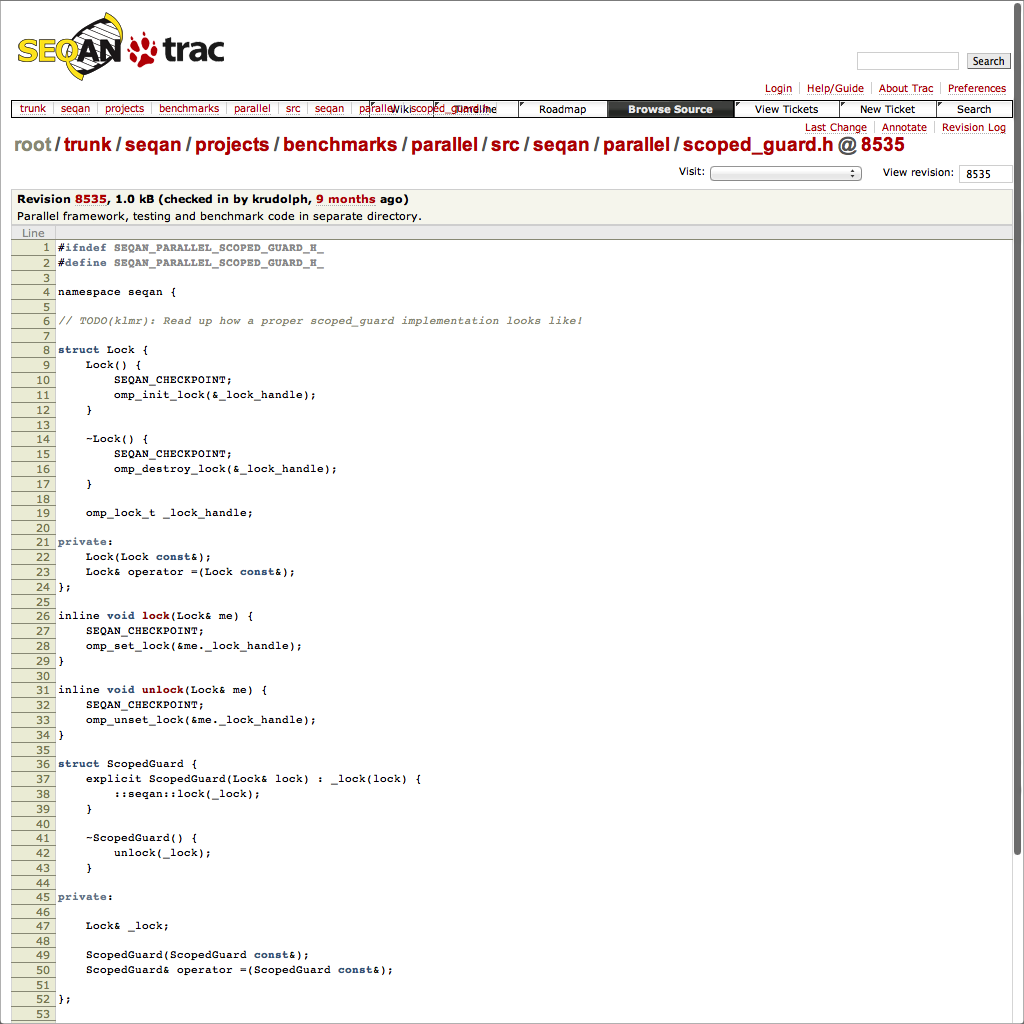 SEQAN trac
Search
Login Help/Guide About Trac Preferences
trunk seqan projects benchmarks parallel src seqan parallel scoped_guard.h Wiki Timeline Roadmap Browse Source View Tickets New Ticket Search
Last Change Annotate Revision Log
root/trunk/seqan/projects/benchmarks/parallel/src/seqan/parallel/scoped_guard.h @ 8535
Visit: View revision: 8535
Revision 8535, 1.0 kB (checked in by krudolph, 9 months ago)
Parallel framework, testing and benchmark code in separate directory.
Line
1 #ifndef SEQAN_PARALLEL_SCOPED_GUARD_H_
2 #define SEQAN_PARALLEL_SCOPED_GUARD_H_
3
4 namespace seqan {
5
6 // TODO(klmr): Read up how a proper scoped_guard implementation looks like!
7
8 struct Lock {
9     Lock() {
10         SEQAN_CHECKPOINT;
11         omp_init_lock(&_lock_handle);
12     }
13
14     ~Lock() {
15         SEQAN_CHECKPOINT;
16         omp_destroy_lock(&_lock_handle);
17     }
18
19     omp_lock_t _lock_handle;
20
21 private:
22     Lock(Lock const&);
23     Lock& operator =(Lock const&);
24 };
25
26 inline void lock(Lock& me) {
27     SEQAN_CHECKPOINT;
28     omp_set_lock(&me._lock_handle);
29 }
30
31 inline void unlock(Lock& me) {
32     SEQAN_CHECKPOINT;
33     omp_unset_lock(&me._lock_handle);
34 }
35
36 struct ScopedGuard {
37     explicit ScopedGuard(Lock& lock) : _lock(lock) {
38         ::seqan::lock(_lock);
39     }
40
41     ~ScopedGuard() {
42         unlock(_lock);
43     }
44
45 private:
46
47     Lock& _lock;
48
49     ScopedGuard(ScopedGuard const&);
50     ScopedGuard& operator =(ScopedGuard const&);
51
52 };
53